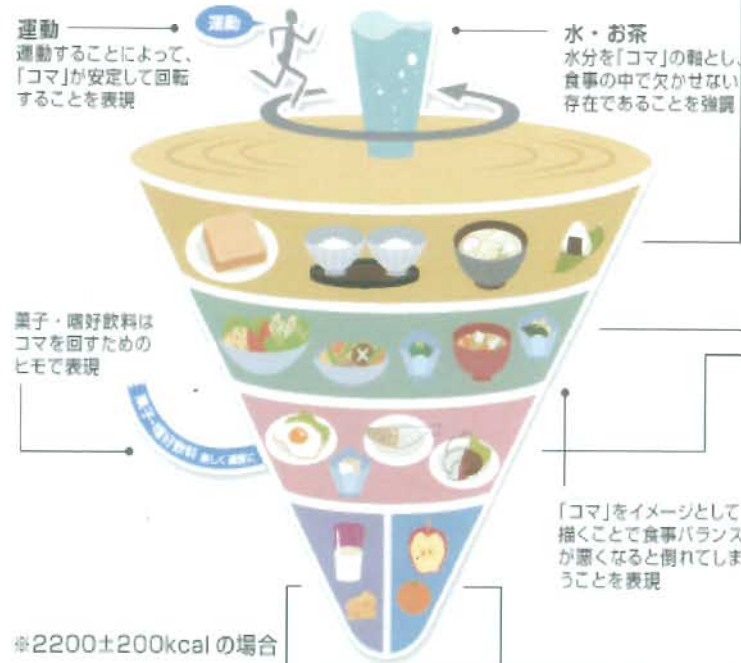 運動
運動することによって、
「コマ」が安定して回転
することを表現
運動
水・お茶
水分を「コマ」の軸とし、
食事の中で欠かせない
存在であることを強調
菓子・嗜好飲料は
コマを回すための
ヒモで表現
菓子・嗜好飲料 楽しく適度に
「コマ」をイメージとして
描くことで食事バランス
が悪くなると倒れてしま
うことを表現
※2200±200kcalの場合